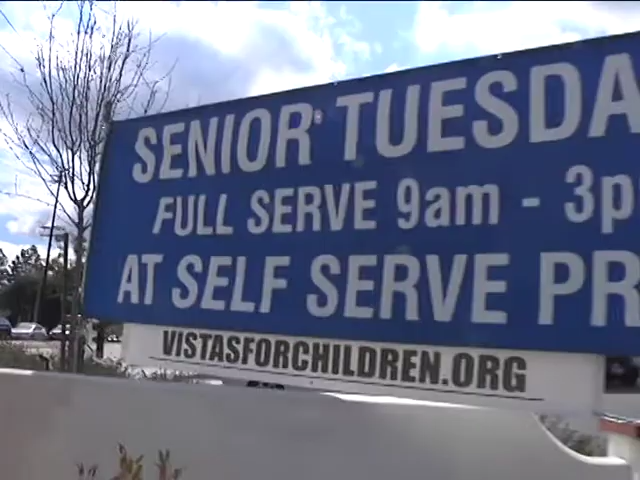 SENIOR TUESDA
FULL SERVE 9am - 3p
AT SELF SERVE PR
VISTASFORCHILDREN.ORG